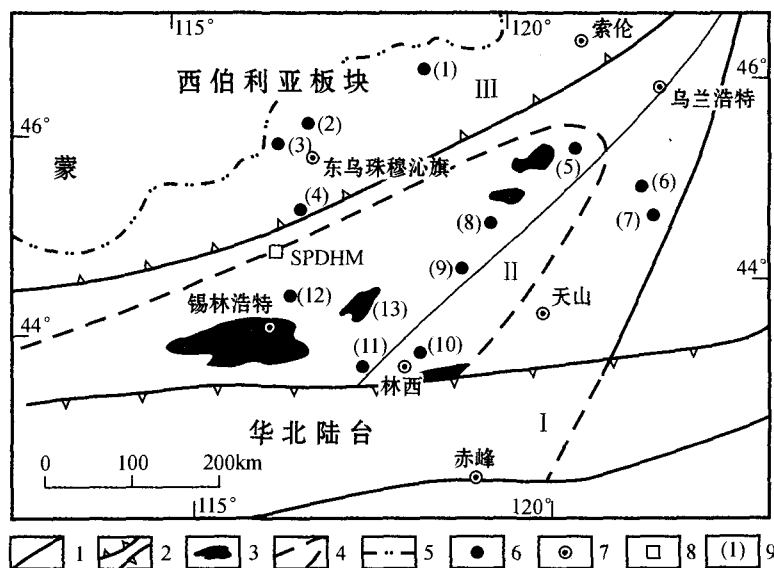 115°
120°
索伦
西伯利亚板块
(1)
III
46°
乌兰浩特
46°
(2)
(3)
东乌珠穆沁旗
蒙
(5)
(6)
(4)
(7)
(8)
SPDHM
(9)
II
44°
(12)
天山
锡林浩特
(13)
44°
(11)
(10)
林西
华北陆台
I
0 100 200km
赤峰
115°
120°
1 2 3 4 5 6 7 8 (1) 9